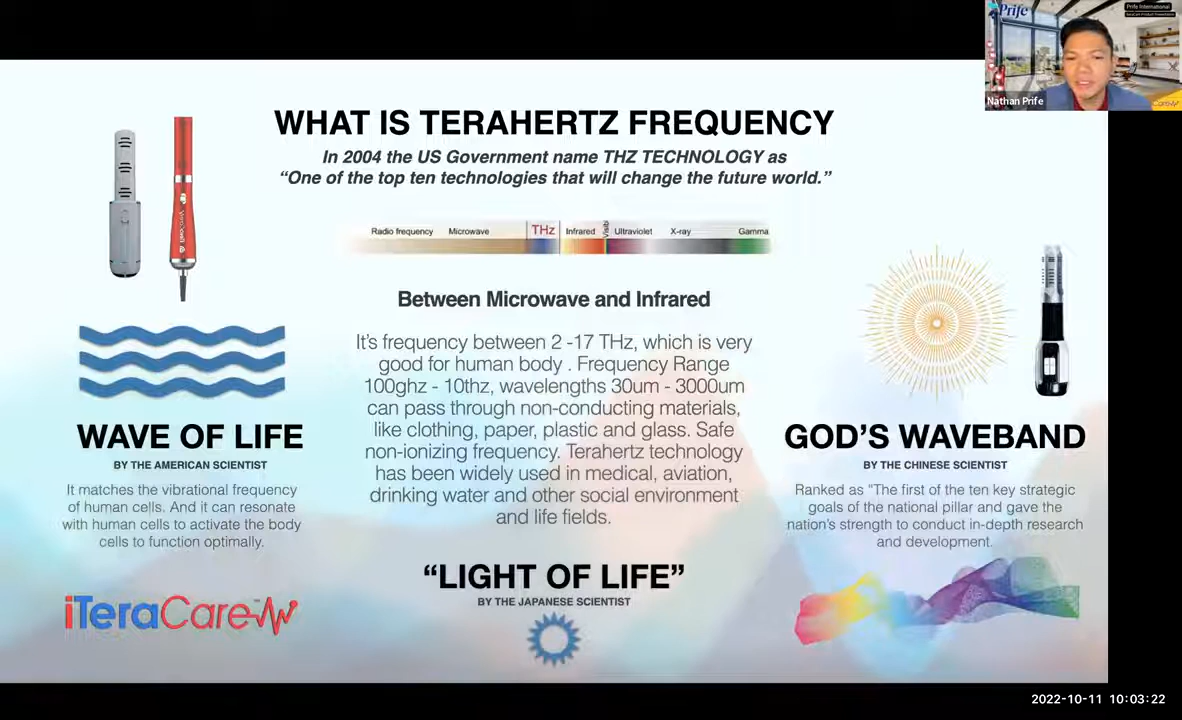 Prife
Prife International
Nathan Prife
WHAT IS TERAHERTZ FREQUENCY
In 2004 the US Government name THZ TECHNOLOGY as
“One of the top ten technologies that will change the future world.”
Radio frequency Microwave THz Infrared Visibl Ultraviolet X-ray Gamma
Between Microwave and Infrared
It's frequency between 2 -17 THz, which is very
good for human body . Frequency Range
100ghz - 10thz, wavelengths 30um - 3000um
can pass through non-conducting materials,
like clothing, paper, plastic and glass. Safe
non-ionizing frequency. Terahertz technology
has been widely used in medical, aviation,
drinking water and other social environment
and life fields.
WAVE OF LIFE
BY THE AMERICAN SCIENTIST
It matches the vibrational frequency
of human cells. And it can resonate
with human cells to activate the body
cells to function optimally.
iTeraCare
“LIGHT OF LIFE”
BY THE JAPANESE SCIENTIST
GOD'S WAVEBAND
BY THE CHINESE SCIENTIST
Ranked as "The first of the ten key strategic
goals of the national pillar and gave the
nation's strength to conduct in-depth research
and development.
2022-10-11 10:03:22